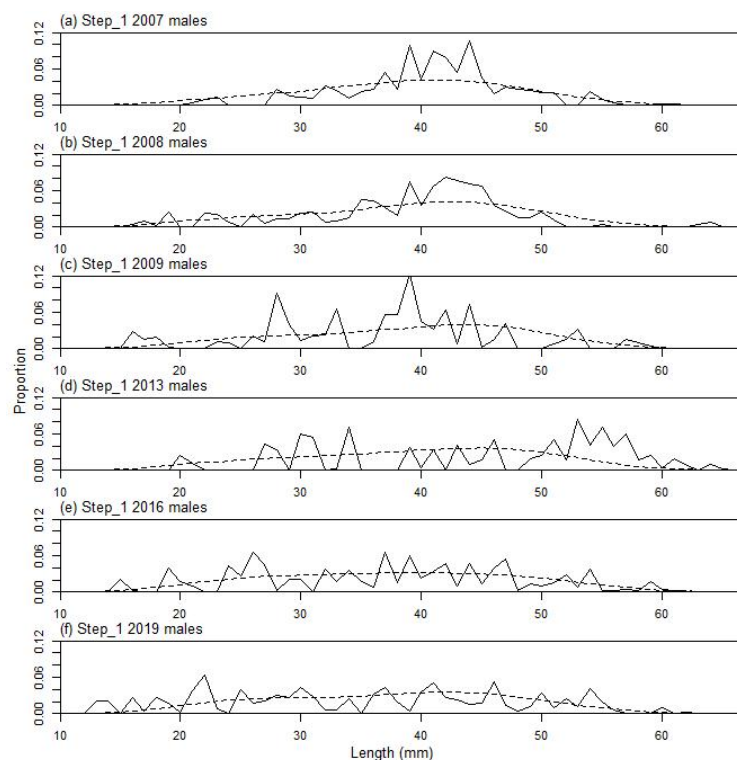 (a) Step_1 2007 males
0.00 0.06 0.12
10 20 30 40 50 60
(b) Step_1 2008 males
0.00 0.06 0.12
10 20 30 40 50 60
(c) Step_1 2009 males
0.00 0.06 0.12
10 20 30 40 50 60
(d) Step_1 2013 males
0.00 0.06 0.12
10 20 30 40 50 60
(e) Step_1 2016 males
0.00 0.06 0.12
10 20 30 40 50 60
(f) Step_1 2019 males
0.00 0.06 0.12
10 20 30 40 50 60
Proportion
Length (mm)